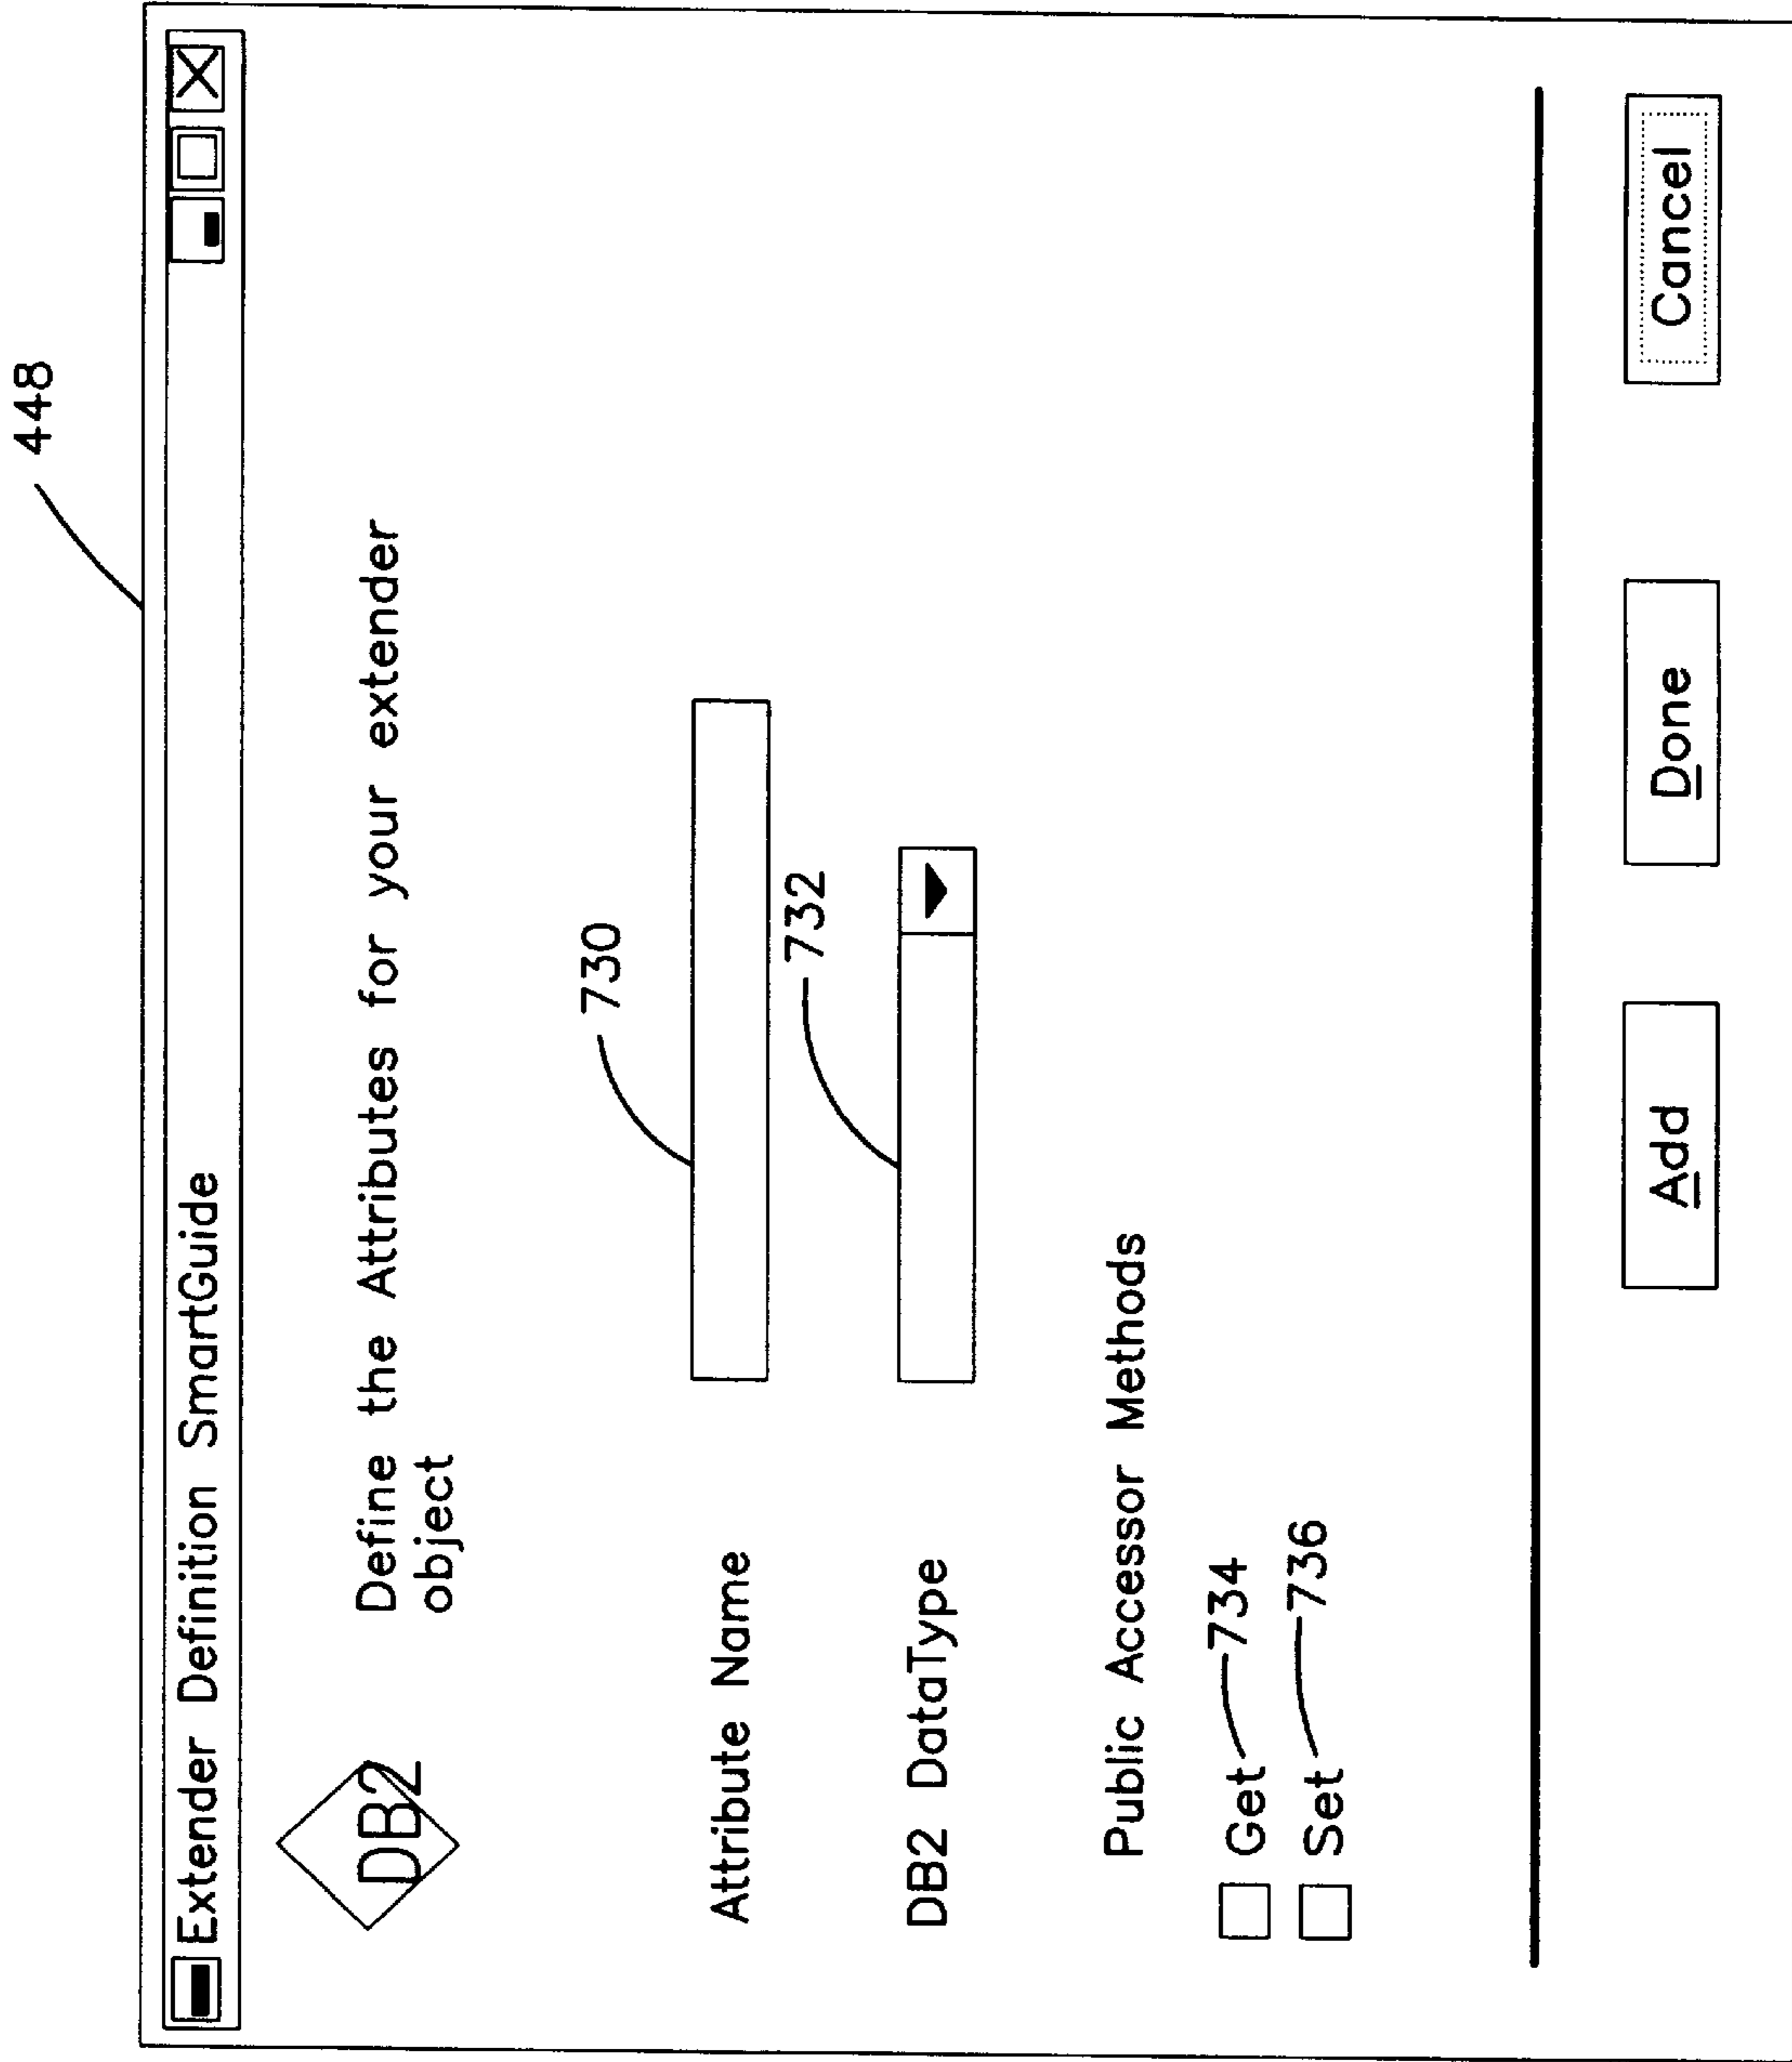 448
Extender Definition SmartGuide
DB2
Define the Attributes for your extender
object
730
Attribute Name
732
DB2 DataType
Public Accessor Methods
Get 734
Set 736
Add Done Cancel